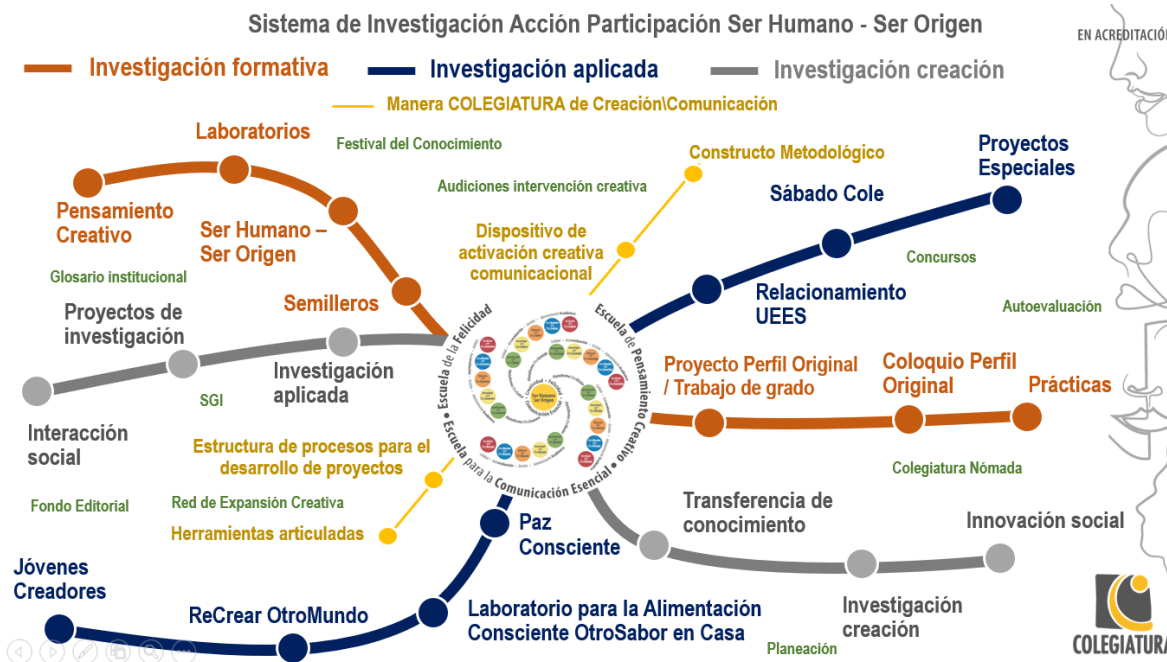 Sistema de Investigación Acción Participación Ser Humano - Ser Origen
EN ACREDITACIÓN
Investigación formativa
Investigación aplicada
Investigación creación
Manera COLEGIATURA de Creación\Comunicación
Laboratorios
Festival del Conocimiento
Constructo Metodológico
Proyectos
Especiales
Audiciones intervención creativa
Sábado Cole
Pensamiento
Creativo
Ser Humano –
Ser Origen
Dispositivo de
activación creativa
comunicacional
Concursos
Glosario institucional
Semilleros
Relacionamiento
UEES
Autoevaluación
Proyectos de
investigación
Escuela de la Felicidad
Escuela de Pensamiento Creativo
Escuela para la Comunicación Esencial
Ser Humano
Ser Origen
Investigación
aplicada
Proyecto Perfil Original
/ Trabajo de grado
Coloquio Perfil
Original
Prácticas
SGI
Interacción
social
Estructura de procesos para el
desarrollo de proyectos
Colegiatura Nómada
Fondo Editorial
Red de Expansión Creativa
Herramientas articuladas
Transferencia de
conocimiento
Innovación social
Paz
Consciente
Jóvenes
Creadores
ReCrear OtroMundo
Laboratorio para la Alimentación
Consciente OtroSabor en Casa
Investigación
creación
Planeación
COLEGIATURA